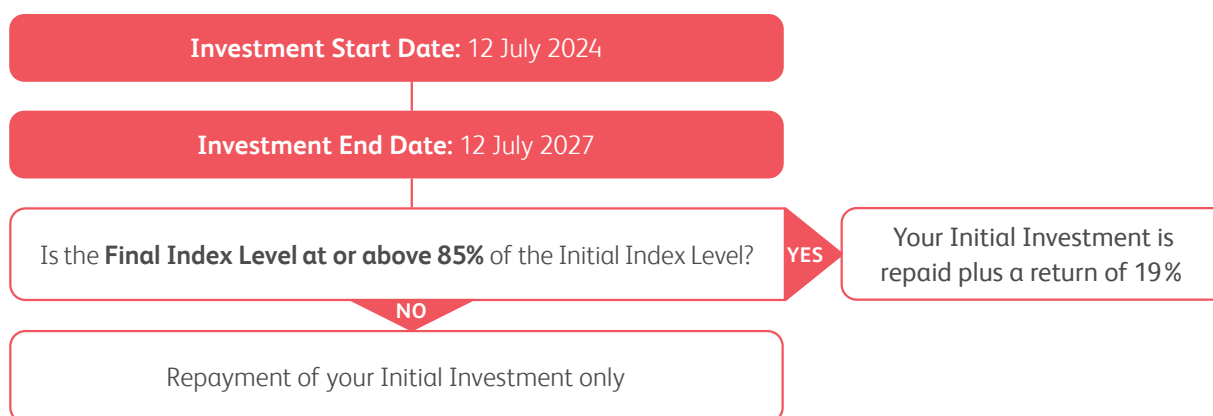 Investment Start Date: 12 July 2024
Investment End Date: 12 July 2027
Is the Final Index Level at or above 85% of the Initial Index Level?
YES
Your Initial Investment is
repaid plus a return of 19%
NO
Repayment of your Initial Investment only